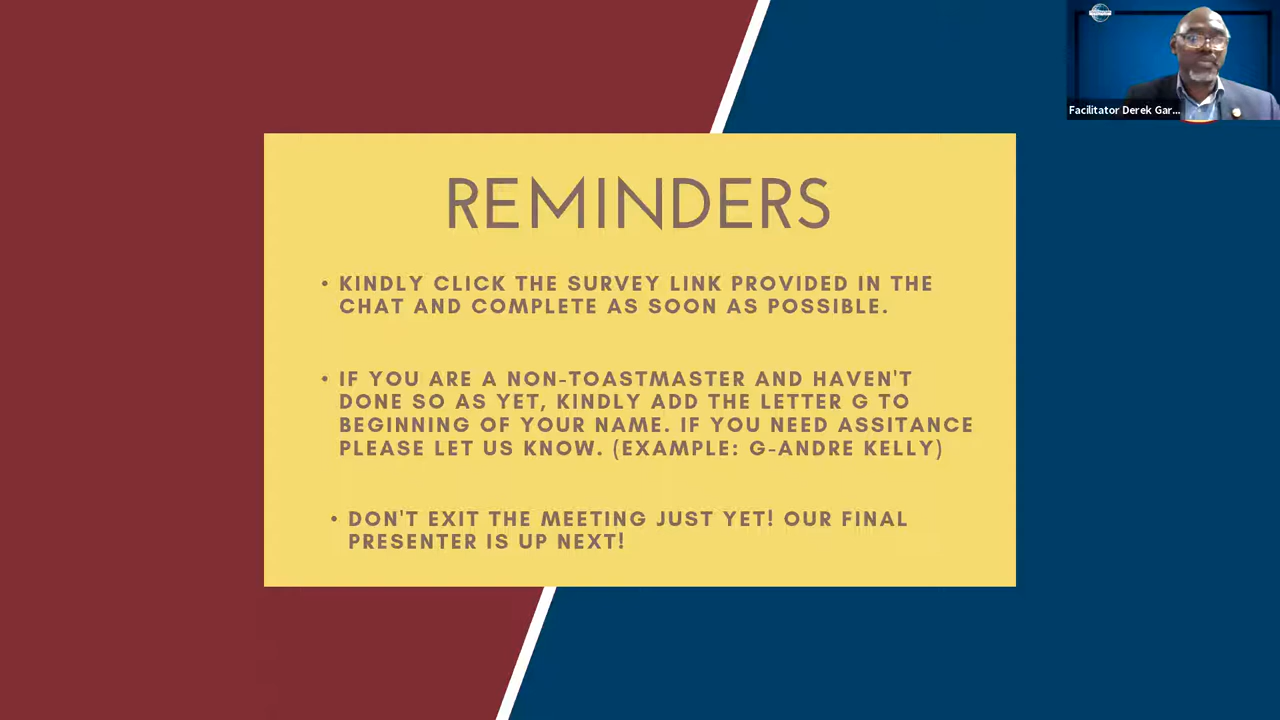 Facilitator Derek Gar...
REMINDERS
• KINDLY CLICK THE SURVEY LINK PROVIDED IN THE
CHAT AND COMPLETE AS SOON AS POSSIBLE.
• IF YOU ARE A NON-TOASTMASTER AND HAVEN'T
DONE SO AS YET, KINDLY ADD THE LETTER G TO
BEGINNING OF YOUR NAME. IF YOU NEED ASSITANCE
PLEASE LET US KNOW. (EXAMPLE: G-ANDRE KELLY)
• DON'T EXIT THE MEETING JUST YET! OUR FINAL
PRESENTER IS UP NEXT!